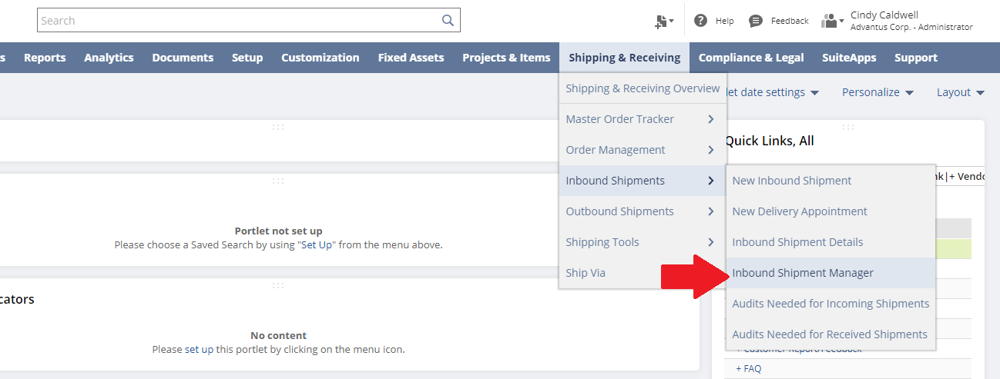 Search
Help
Feedback
Cindy Caldwell
Advantus Corp. - Administrator
Reports Analytics Documents Setup Customization Fixed Assets Projects & Items Shipping & Receiving Compliance & Legal SuiteApps Support
Shipping & Receiving Overview
date settings
Personalize
Layout
Master Order Tracker
Order Management
Inbound Shipments
Outbound Shipments
Shipping Tools
Ship Via
New Inbound Shipment
New Delivery Appointment
Inbound Shipment Details
Inbound Shipment Manager
Audits Needed for Incoming Shipments
Audits Needed for Received Shipments
Quick Links, All
Portlet not set up
Please choose a Saved Search by using "Set Up" from the menu above.
No content
Please set up this portlet by clicking on the menu icon.
+ Customer Report/Feedback
+ FAQ